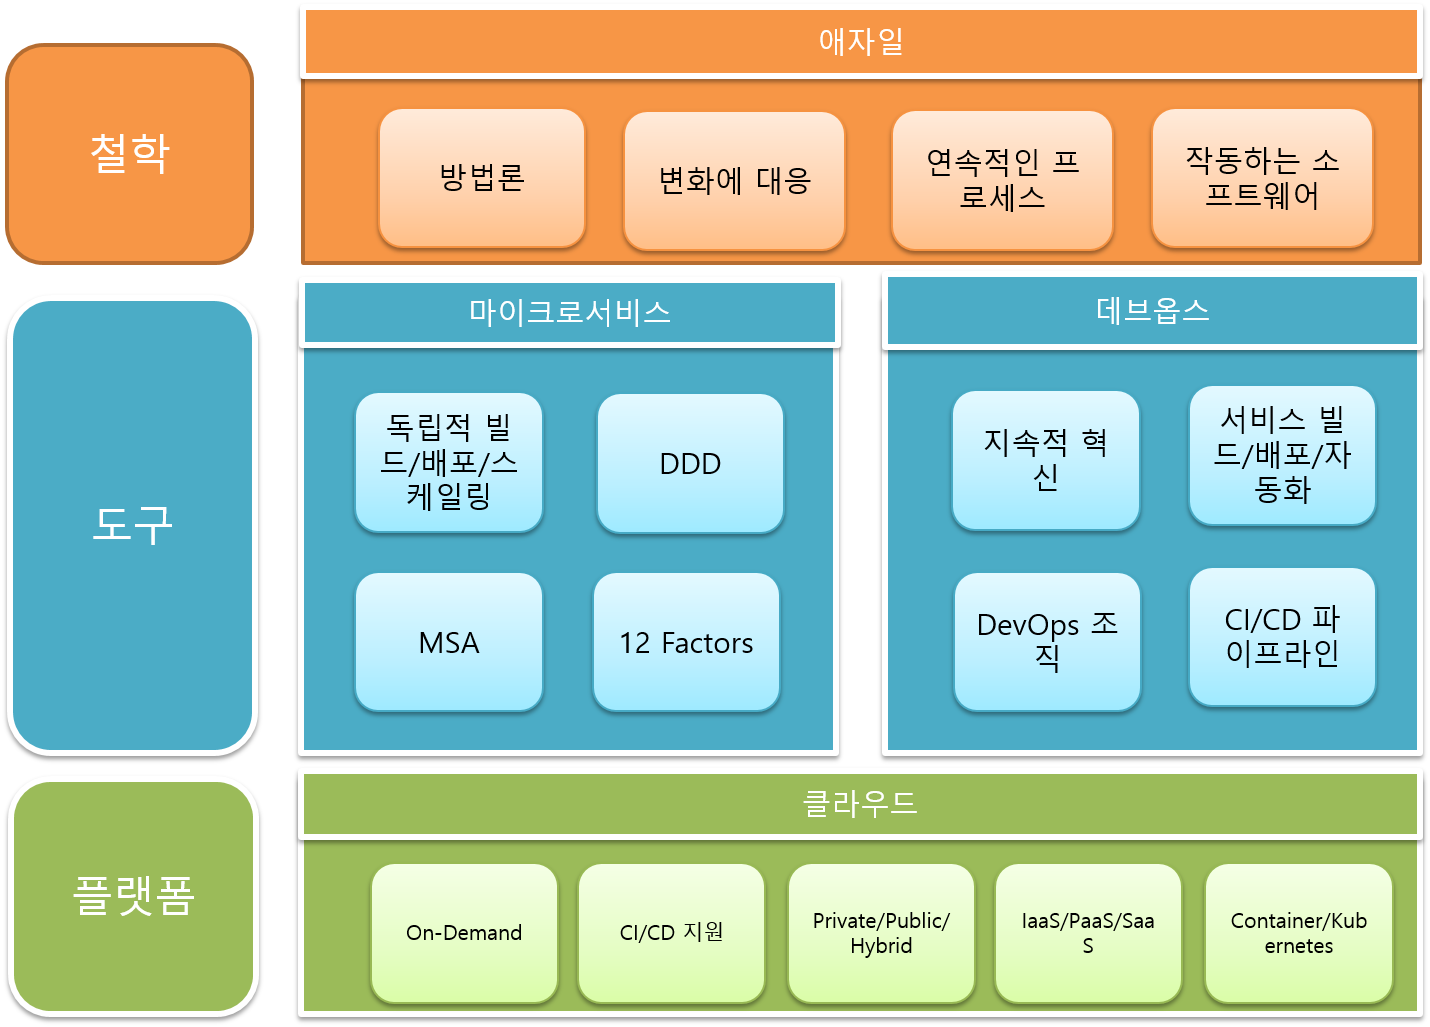 철학
애자일
방법론
변화에 대응
연속적인 프
로세스
작동하는 소
프트웨어
도구
마이크로서비스
독립적 빌
드/배포/스
케일링
DDD
MSA
12 Factors
데브옵스
지속적 혁
신
서비스 빌
드/배포/자
동화
DevOps 조
직
CI/CD 파
이프라인
플랫폼
클라우드
On-Demand
CI/CD 지원
Private/Public/
Hybrid
IaaS/PaaS/Saa
S
Container/Kub
ernetes